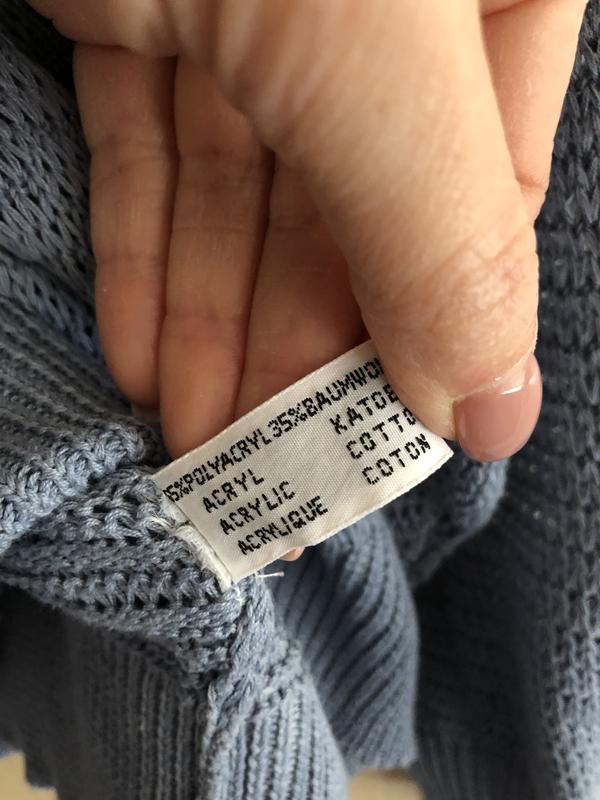 5%POLYACRYL35%BAUMWO
ACRYL KATOE
ACRYLIC COTTO
ACRYLIQUE COTON